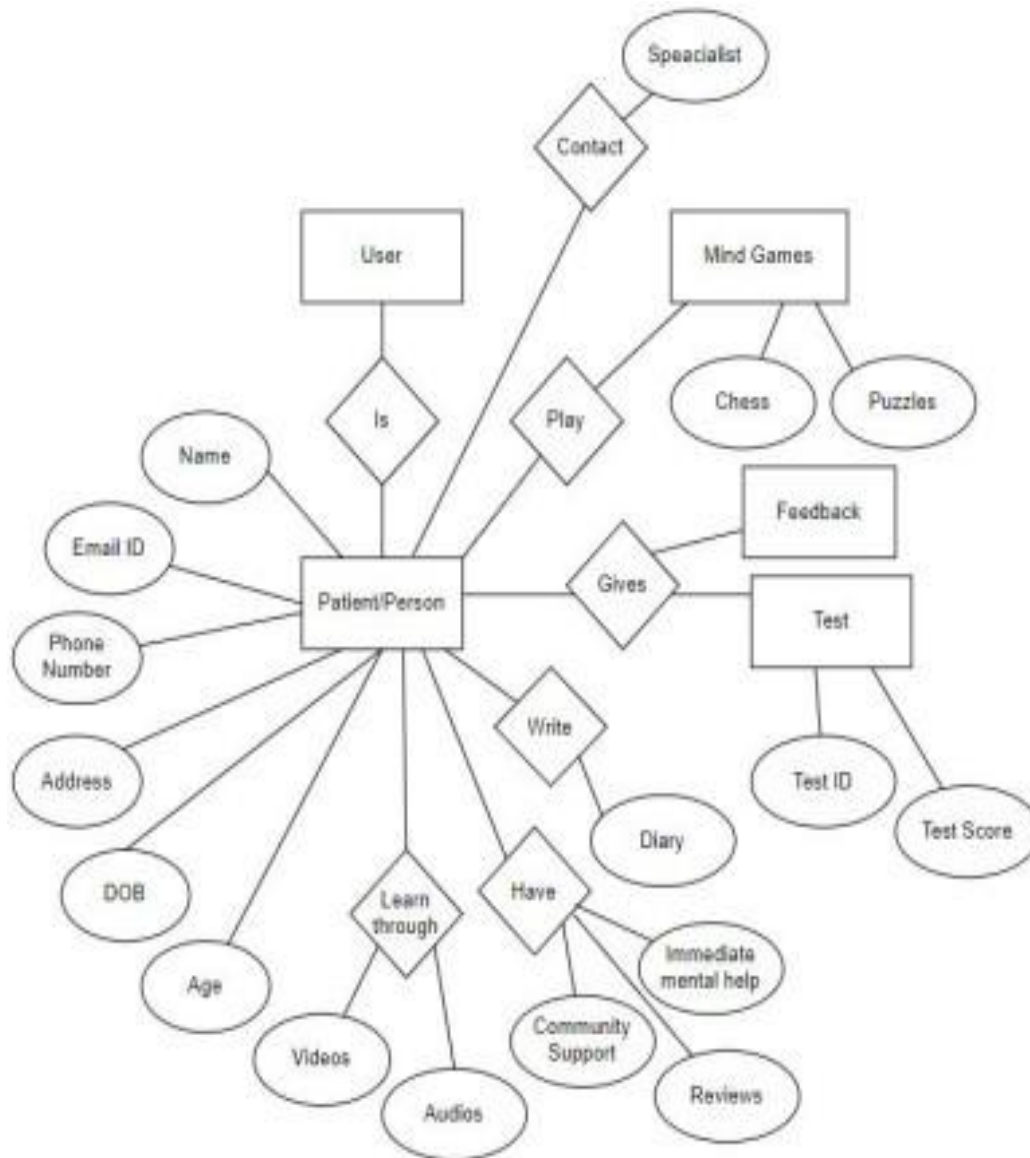 Speacialist
Contact
User
Mind Games
Is
Play
Chess
Puzzles
Name
Feedback
Email ID
Gives
Patient/Person
Test
Phone
Number
Write
Address
Test ID
Diary
Test Score
DOB
Learn
through
Have
Immediate
mental help
Age
Community
Support
Videos
Reviews
Audios